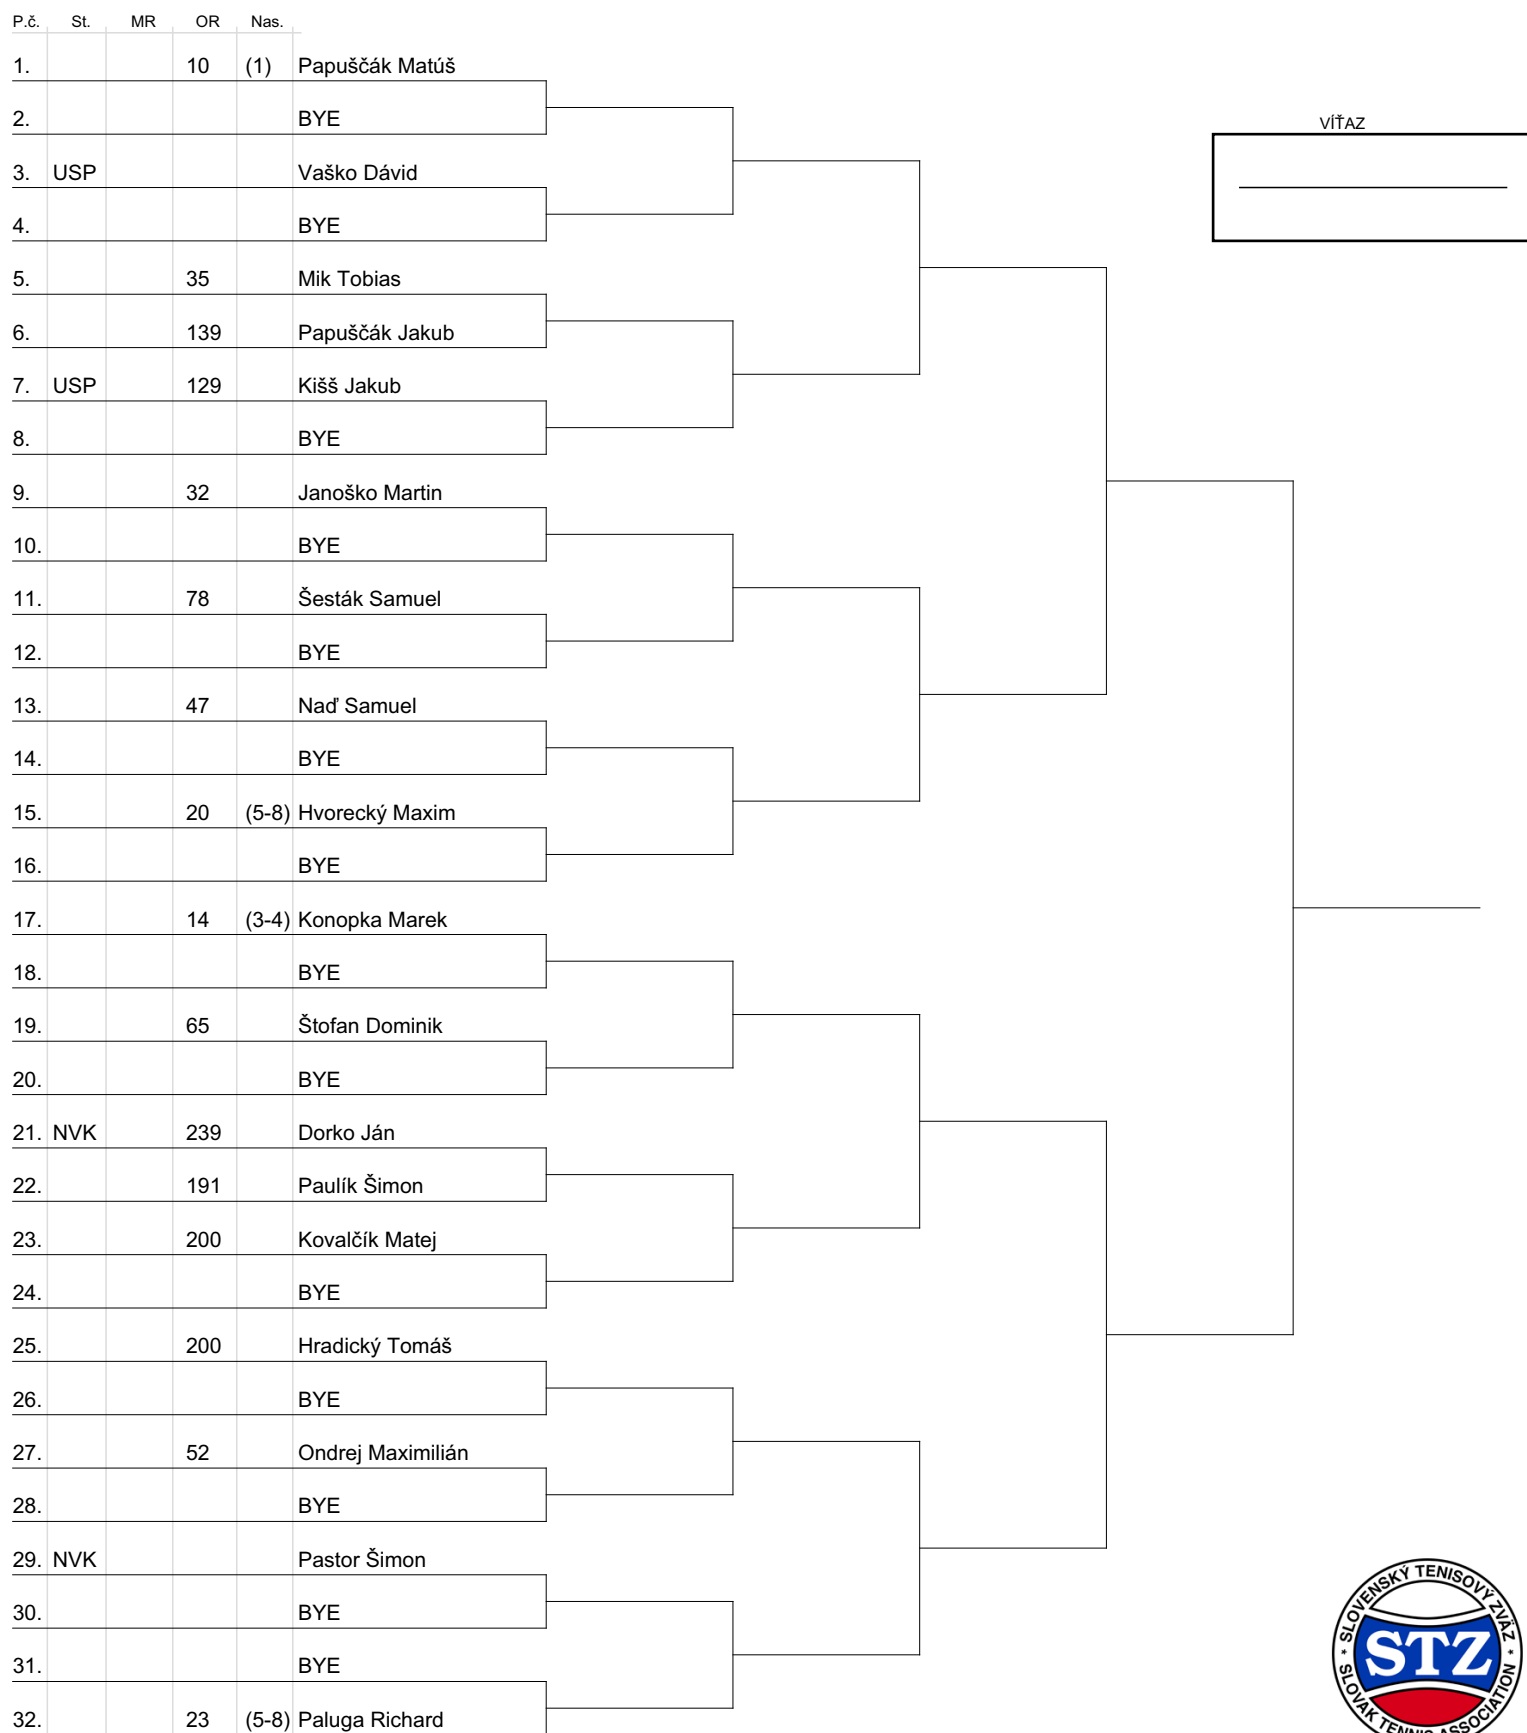 P.č. St. MR OR Nas.
1. 10 (1) Papuščák Matúš
2. BYE
VÍŤAZ
3. USP Vaško Dávid
4. BYE
5. 35 Mik Tobias
6. 139 Papuščák Jakub
7. USP 129 Kišš Jakub
8. BYE
9. 32 Janoško Martin
10. BYE
11. 78 Šesták Samuel
12. BYE
13. 47 Naď Samuel
14. BYE
15. 20 (5-8) Hvorecký Maxim
16. BYE
17. 14 (3-4) Konopka Marek
18. BYE
19. 65 Štofan Dominik
20. BYE
21. NVK 239 Dorko Ján
22. 191 Paulík Šimon
23. 200 Kovalčík Matej
24. BYE
25. 200 Hradický Tomáš
26. BYE
27. 52 Ondrej Maximilián
28. BYE
29. NVK Pastor Šimon
30. BYE
31. BYE
32. 23 (5-8) Paluga Richard
SLOVENSKÝ TENISOVÝ ZVÄZ
STZ
SLOVAK TENNIS ASSOCIATION